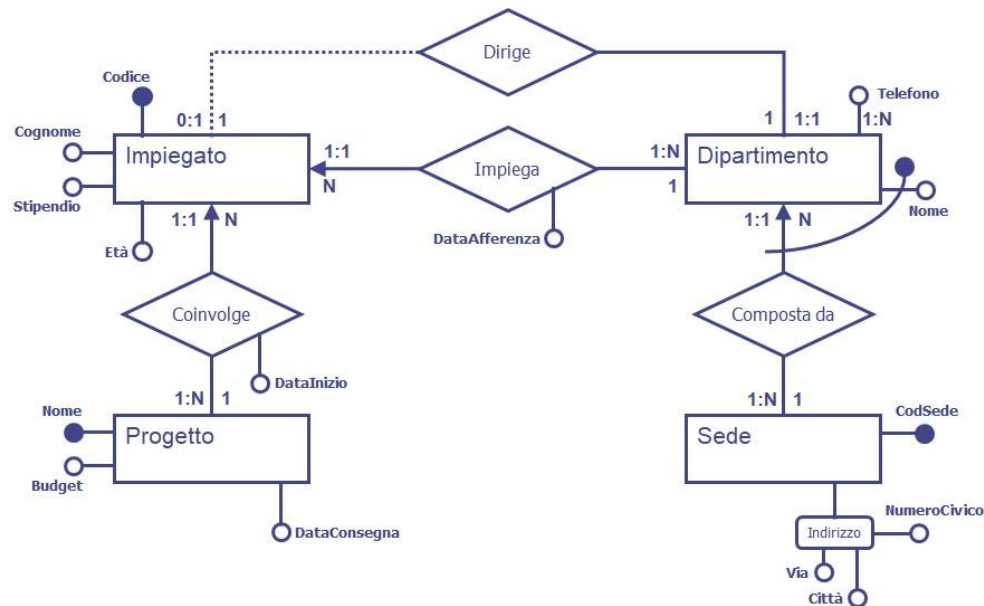 Dirige
Codice
Telefono
0:1 1
1 1:1
1:N
Cognome
Impiegato
1:1
N
Impiega
1:N
1
Dipartimento
Stipendio
Nome
Età
1:1 N
DataAfferenza
1:1 N
Coinvolge
Composta da
DataInizio
1:N 1
1:N 1
Nome
Progetto
Sede
CodSede
Budget
DataConsegna
Indirizzo
NumeroCivico
Via
Città